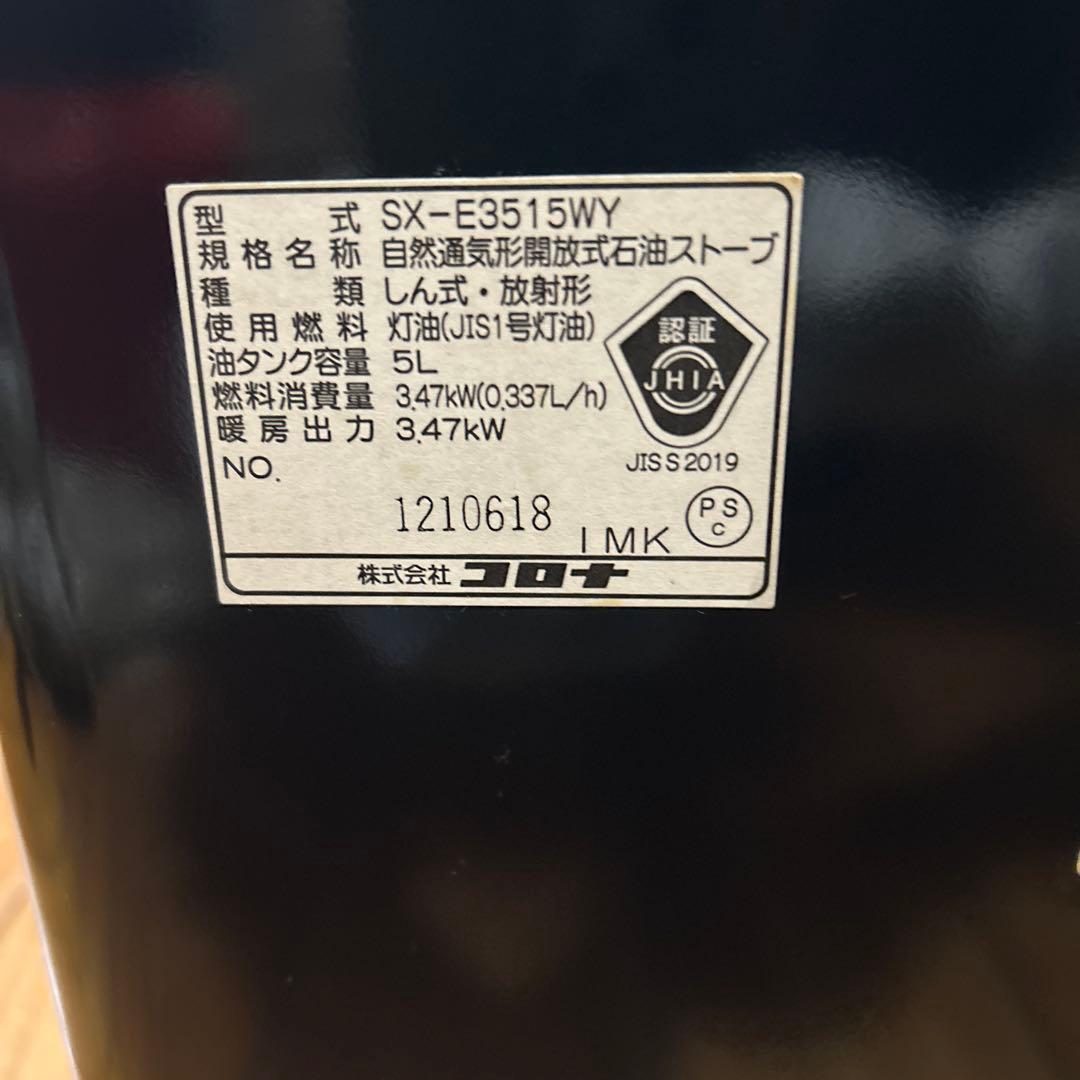 型式 SX-E3515WY
規格名称 自然通気形開放式石油ストーブ
種類 しん式・放射形
使用燃料 灯油(JIS1号灯油)
油タンク容量 5L
燃料消費量 3.47kW(0.337L/h)
暖房出力 3.47kW
NO.
1210618
IMK
認証
JHIA
JIS S 2019
PS
C
株式会社 コロナ